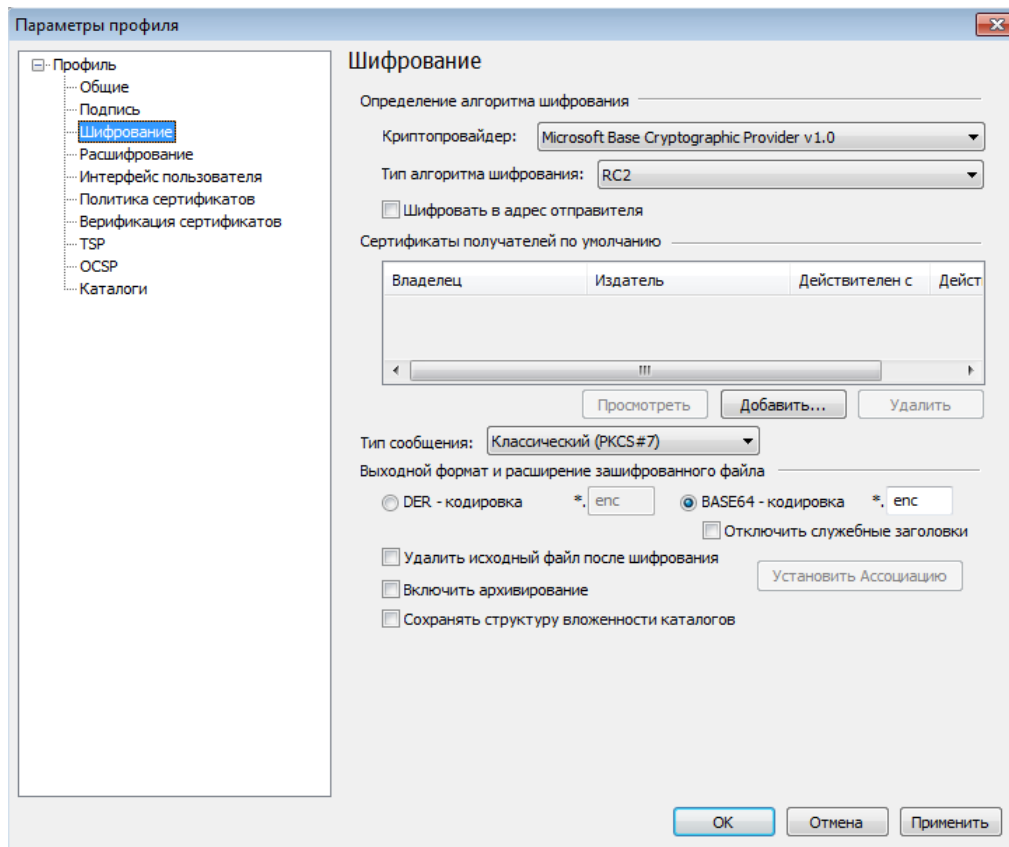 Параметры профиля
Профиль
Общие
Подпись
Шифрование
Расшифрование
Интерфейс пользователя
Политика сертификатов
Верификация сертификатов
TSP
OCSP
Каталоги
Шифрование
Определение алгоритма шифрования
Криптопровайдер: Microsoft Base Cryptographic Provider v1.0
Тип алгоритма шифрования: RC2
Шифровать в адрес отправителя
Сертификаты получателей по умолчанию
Владелец Издатель Действителен с Дейст
Просмотреть Добавить... Удалить
Тип сообщения: Классический (PKCS#7)
Выходной формат и расширение зашифрованного файла
DER - кодировка *. enc BASE64 - кодировка *. enc
Отключить служебные заголовки
Удалить исходный файл после шифрования
Установить Ассоциацию
Включить архивирование
Сохранять структуру вложенности каталогов
OK Отмена Применить